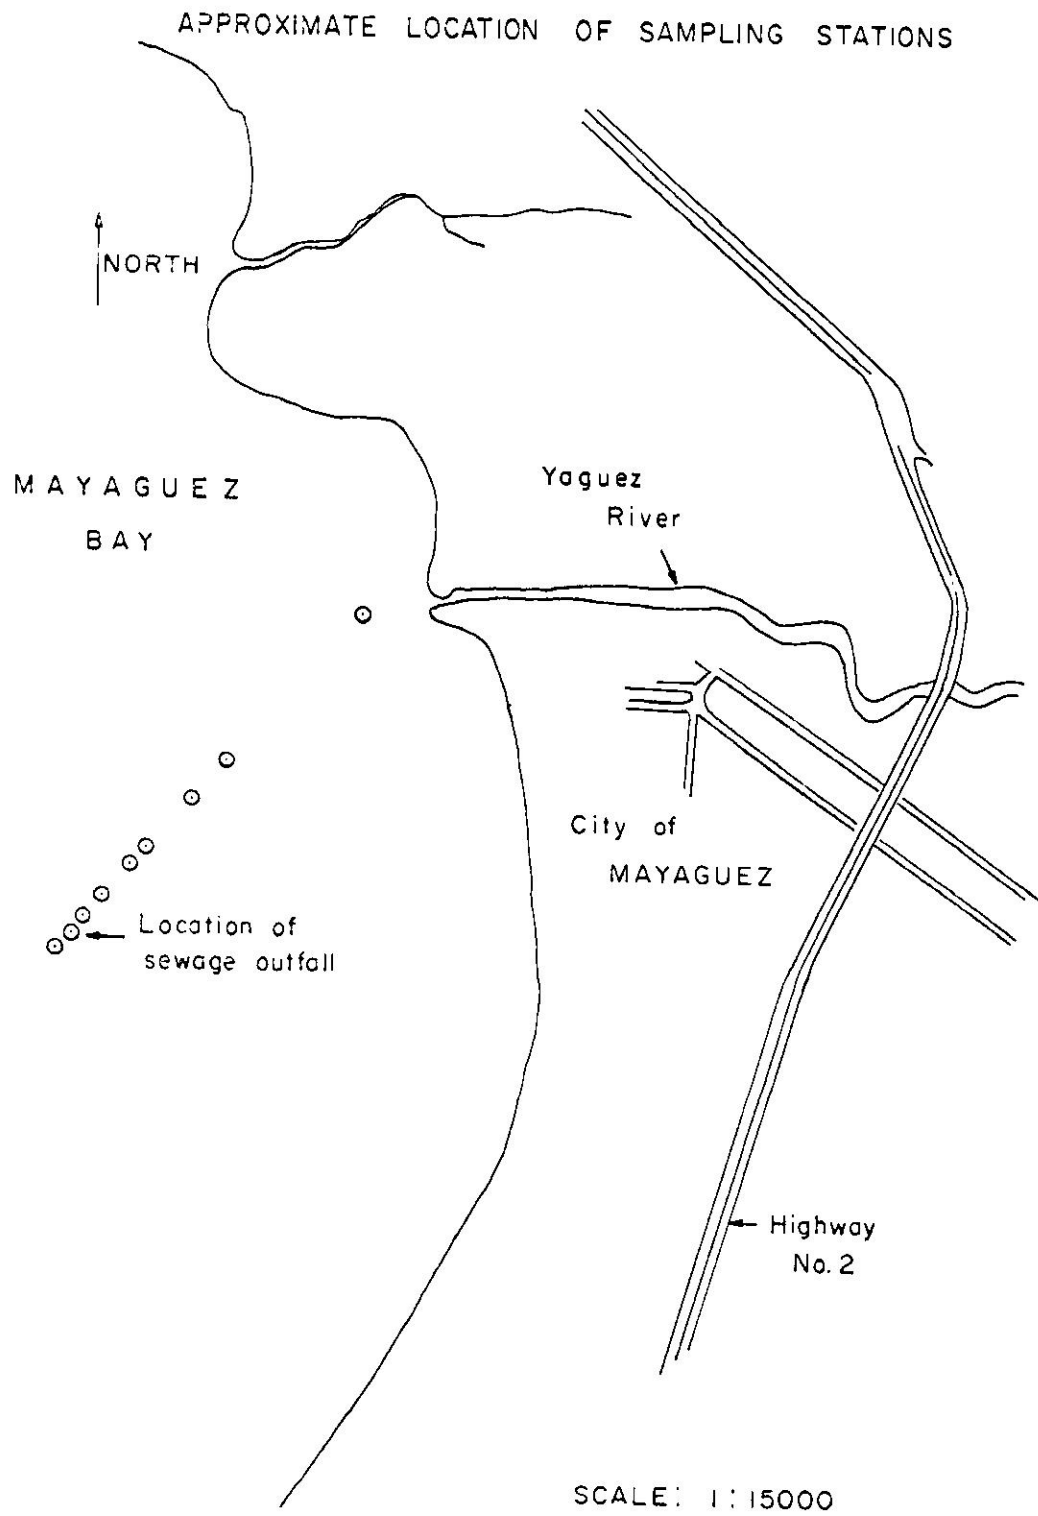 APPROXIMATE LOCATION OF SAMPLING STATIONS
NORTH
MAYAGUEZ
BAY
Yaguez
River
City of
MAYAGUEZ
Location of
sewage outfall
Highway
No. 2
SCALE: 1:15000